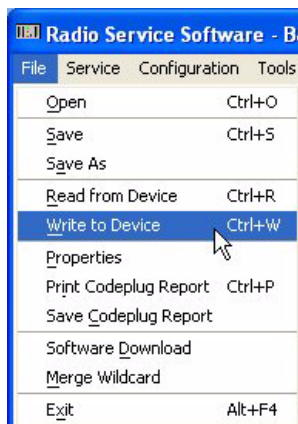 Radio Service Software - B
File Service Configuration Tools
Open Ctrl+O
Save Ctrl+S
Save As
Read from Device Ctrl+R
Write to Device Ctrl+W
Properties
Print Codeplug Report Ctrl+P
Save Codeplug Report
Software Download
Merge Wildcard
Exit Alt+F4